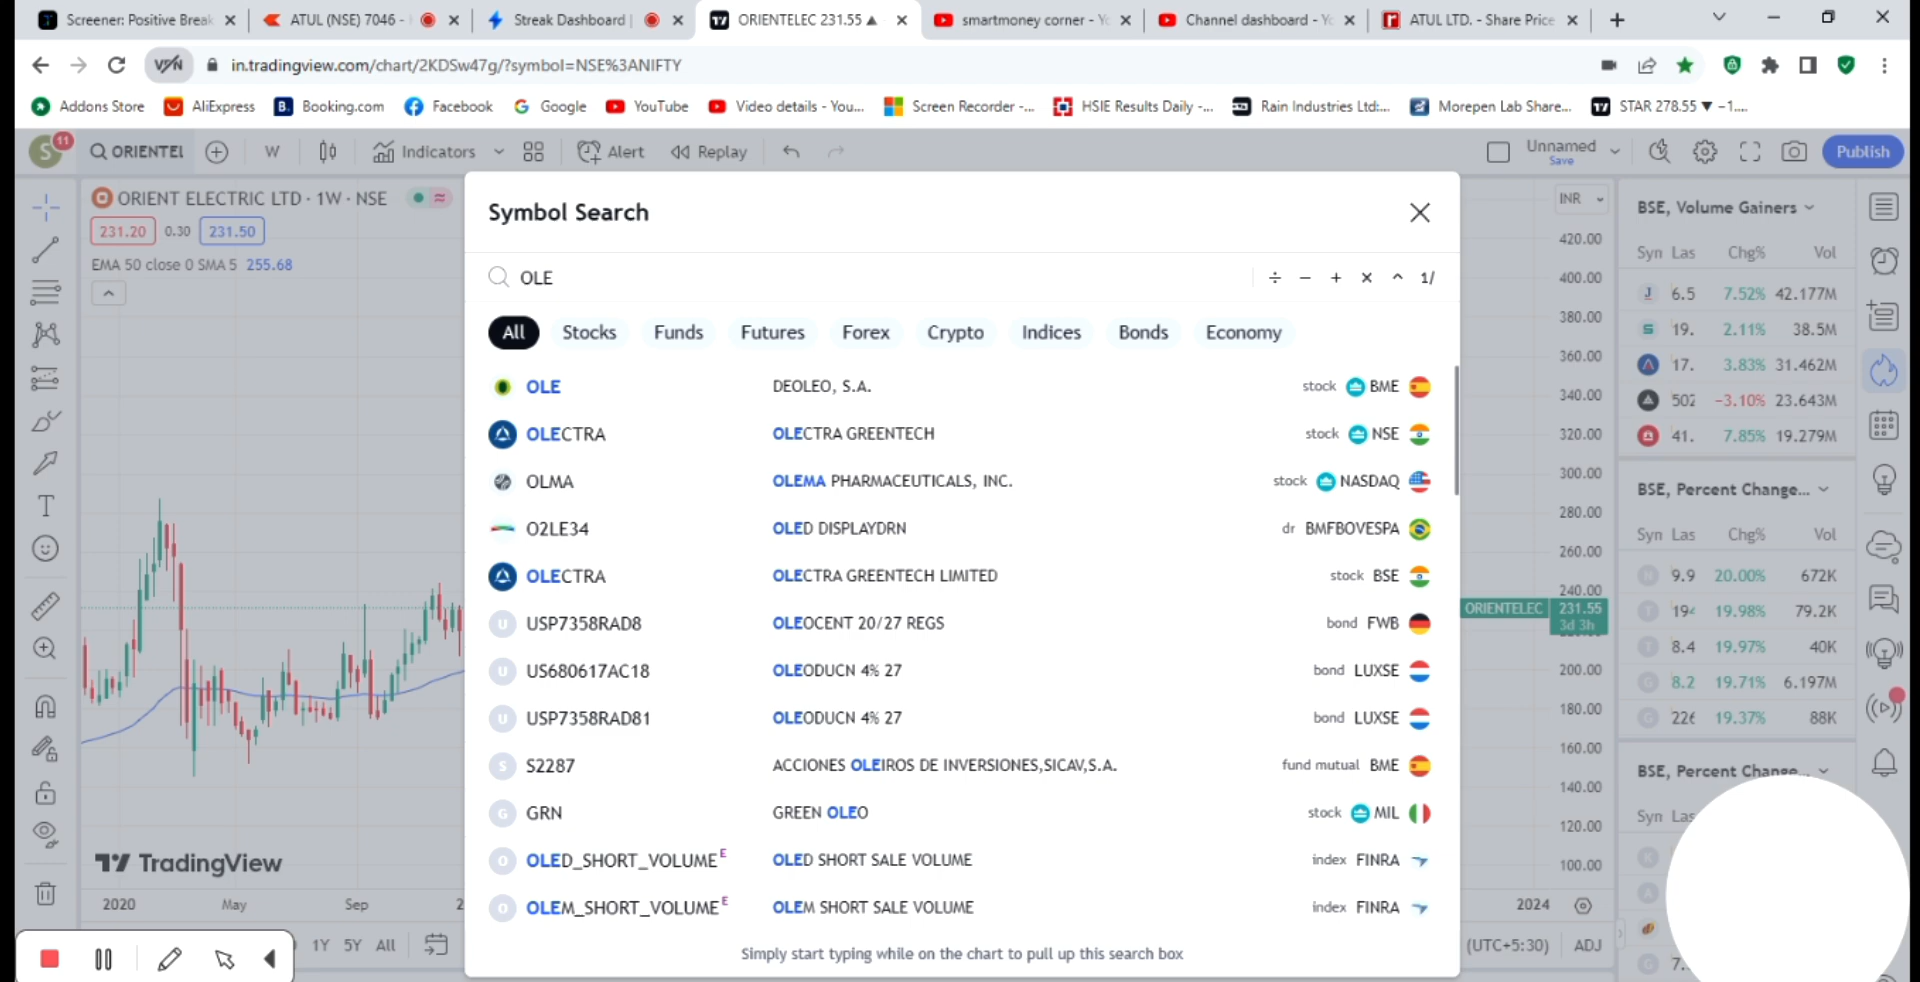 Screener: Positive Break
ATUL (NSE) 7046 -
Streak Dashboard |
ORIENTELEC 231.55 ▲
smartmoney corner - Yo
Channel dashboard - Yo
ATUL LTD. - Share Price
VPN
in.tradingview.com/chart/2KDSw47g/?symbol=NSE%3ANIFTY
Addons Store
AliExpress
Booking.com
Facebook
Google
YouTube
Video details - You...
Screen Recorder -...
HSIE Results Daily -...
Rain Industries Ltd:...
Morepen Lab Share...
STAR 278.55 ▼ −1....
S 11
ORIENTEL
W
Indicators
Alert
Replay
Unnamed
Save
Publish
ORIENT ELECTRIC LTD · 1W · NSE
231.20 0.30 231.50
EMA 50 close 0 SMA 5 255.68
Symbol Search
OLE
÷ − + × ^ 1/
All Stocks Funds Futures Forex Crypto Indices Bonds Economy
OLE DEOLEO, S.A. stock BME
OLECTRA OLECTRA GREENTECH stock NSE
OLMA OLEMA PHARMACEUTICALS, INC. stock NASDAQ
O2LE34 OLED DISPLAYDRN dr BMFBOVESPA
OLECTRA OLECTRA GREENTECH LIMITED stock BSE
U USP7358RAD8 OLEOCENT 20/27 REGS bond FWB
U US680617AC18 OLEODUCN 4% 27 bond LUXSE
U USP7358RAD81 OLEODUCN 4% 27 bond LUXSE
S S2287 ACCIONES OLEIROS DE INVERSIONES,SICAV,S.A. fund mutual BME
G GRN GREEN OLEO stock MIL
O OLED_SHORT_VOLUME E OLED SHORT SALE VOLUME index FINRA
O OLEM_SHORT_VOLUME E OLEM SHORT SALE VOLUME index FINRA
Simply start typing while on the chart to pull up this search box
INR
420.00
400.00
380.00
360.00
340.00
320.00
300.00
280.00
260.00
240.00
ORIENTELEC 231.55
3d 3h
200.00
180.00
160.00
140.00
120.00
100.00
BSE, Volume Gainers
Syn Las Chg% Vol
6.5 7.52% 42.177M
19. 2.11% 38.5M
17. 3.83% 31.462M
502 −3.10% 23.643M
41. 7.85% 19.279M
BSE, Percent Change...
Syn Las Chg% Vol
9.9 20.00% 672K
19.98% 79.2K
8.4 19.97% 40K
8.2 19.71% 6.197M
19.37% 88K
BSE, Percent Change...
Syn Las
7.
TradingView
2020 May Sep 2024
1Y 5Y All
(UTC+5:30) ADJ